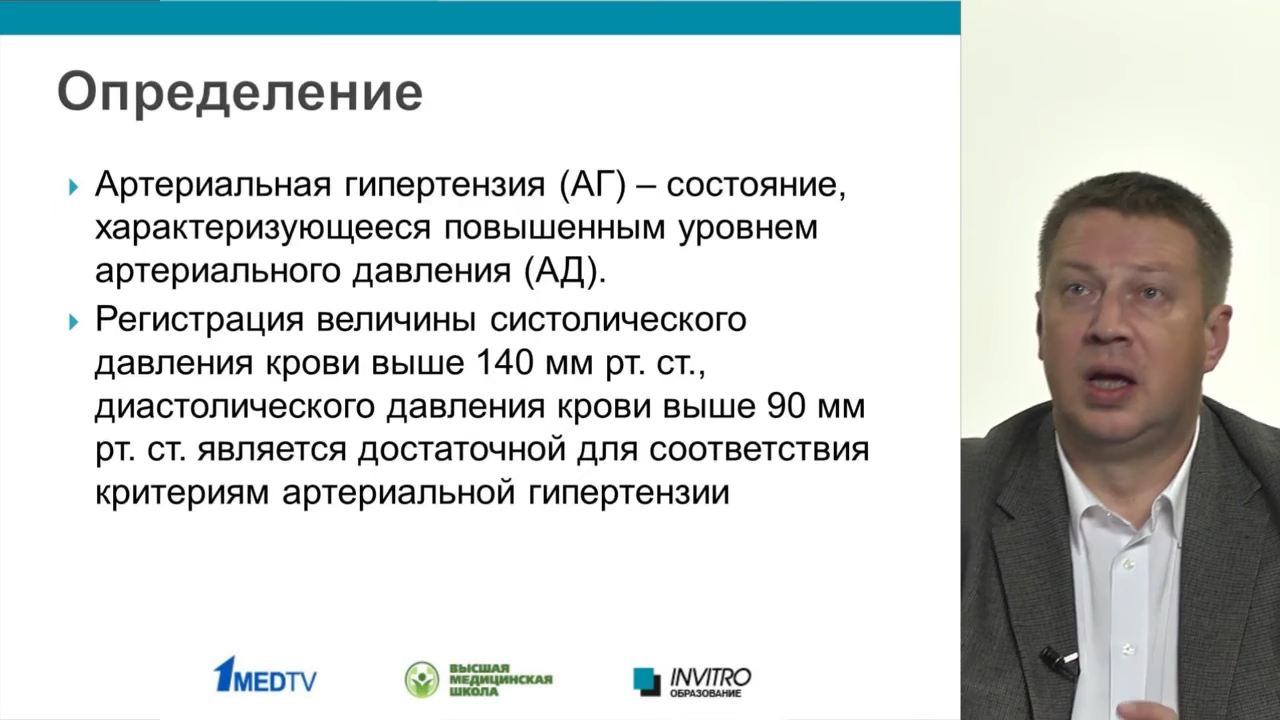 Определение
Артериальная гипертензия (АГ) – состояние,
характеризующееся повышенным уровнем
артериального давления (АД).
Регистрация величины систолического
давления крови выше 140 мм рт. ст.,
диастолического давления крови выше 90 мм
рт. ст. является достаточной для соответствия
критериям артериальной гипертензии
1MEDTV
ВЫСШАЯ
МЕДИЦИНСКАЯ
ШКОЛА
INVITRO
ОБРАЗОВАНИЕ